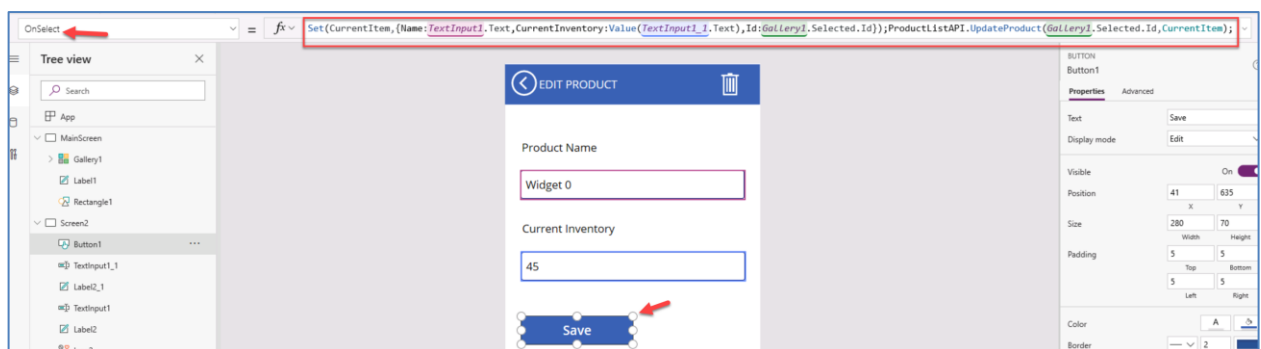 OnSelect = fx Set(CurrentItem,{Name:TextInput1.Text,CurrentInventory:Value(TextInput1_1.Text),Id:Gallery1.Selected.Id});ProductListAPI.UpdateProduct(Gallery1.Selected.Id,CurrentItem);
Tree view
Search
App
MainScreen
Gallery1
Label1
Rectangle1
Screen2
Button1
TextInput1_1
Label2_1
TextInput1
Label2
EDIT PRODUCT
Product Name
Widget 0
Current Inventory
45
Save
BUTTON
Button1
Properties Advanced
Text Save
Display mode Edit
Visible On
Position 41 635
X Y
Size 280 70
Width Height
Padding 5 5
Top Bottom
5 5
Left Right
Color A
Border 2